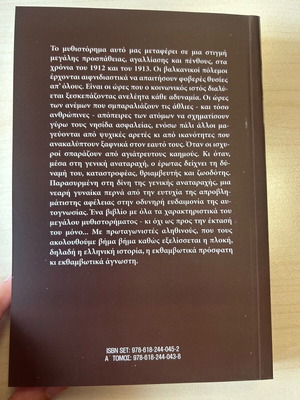 Το μυθιστόρημα αυτό μας μεταφέρει σε μια στιγμή
μεγάλης προσπάθειας, αγαλλίασης και πένθους, στα
χρόνια του 1912 και του 1913. Οι βαλκανικοί πόλεμοι
έρχονται αιφνιδιαστικά να απαιτήσουν φοβερές θυσίες
απ' όλους. Είναι οι ώρες που ο κοινωνικός ιστός διαλύ-
εται ξεσκεπάζοντας ανελέητα κάθε αδυναμία. Οι ώρες
των ανέμων που σμπαραλιάζουν τις άθλιες - και τόσο
ανθρώπινες - απόπειρες των ατόμων να σχηματίσουν
γύρω τους νησίδα ασφαλείας, ενόσω πάλι άλλοι μα-
γεύονται από ψυχικές αρετές κι από ικανότητες που
ανακαλύπτουν ξαφνικά στον εαυτό τους. Όταν οι ισχυ-
ροί σπαράζουν από αγιάτρευτους καημούς. Κι όταν,
μέσα στη γενική αναταραχή, ο έρωτας δείχνει τη δύ-
ναμή του, καταστροφέας, θριαμβευτής και ζωοδότης.
Παρασυρμένη στη δίνη της γενικής αναταραχής, μια
νεαρή γυναίκα περνά από την ευτυχία της απροβλη-
μάτιστης αφέλειας στην οδυνηρή ευδαιμονία της αυ-
τογνωσίας. Ένα βιβλίο με όλα τα χαρακτηριστικά του
μεγάλου μυθιστορήματος - κι όχι ως προς την έκτασή
του μόνο... Με πρωταγωνιστές αληθινούς, που τους
ακολουθούμε βήμα βήμα καθώς εξελίσσεται η πλοκή,
δηλαδή η ελληνική ιστορία, η εκθαμβωτικά πρόσφατη
κι εκθαμβωτικά άγνωστη.
ISBN SET: 978-618-244-045-2
Α΄ ΤΟΜΟΣ: 978-618-244-043-8